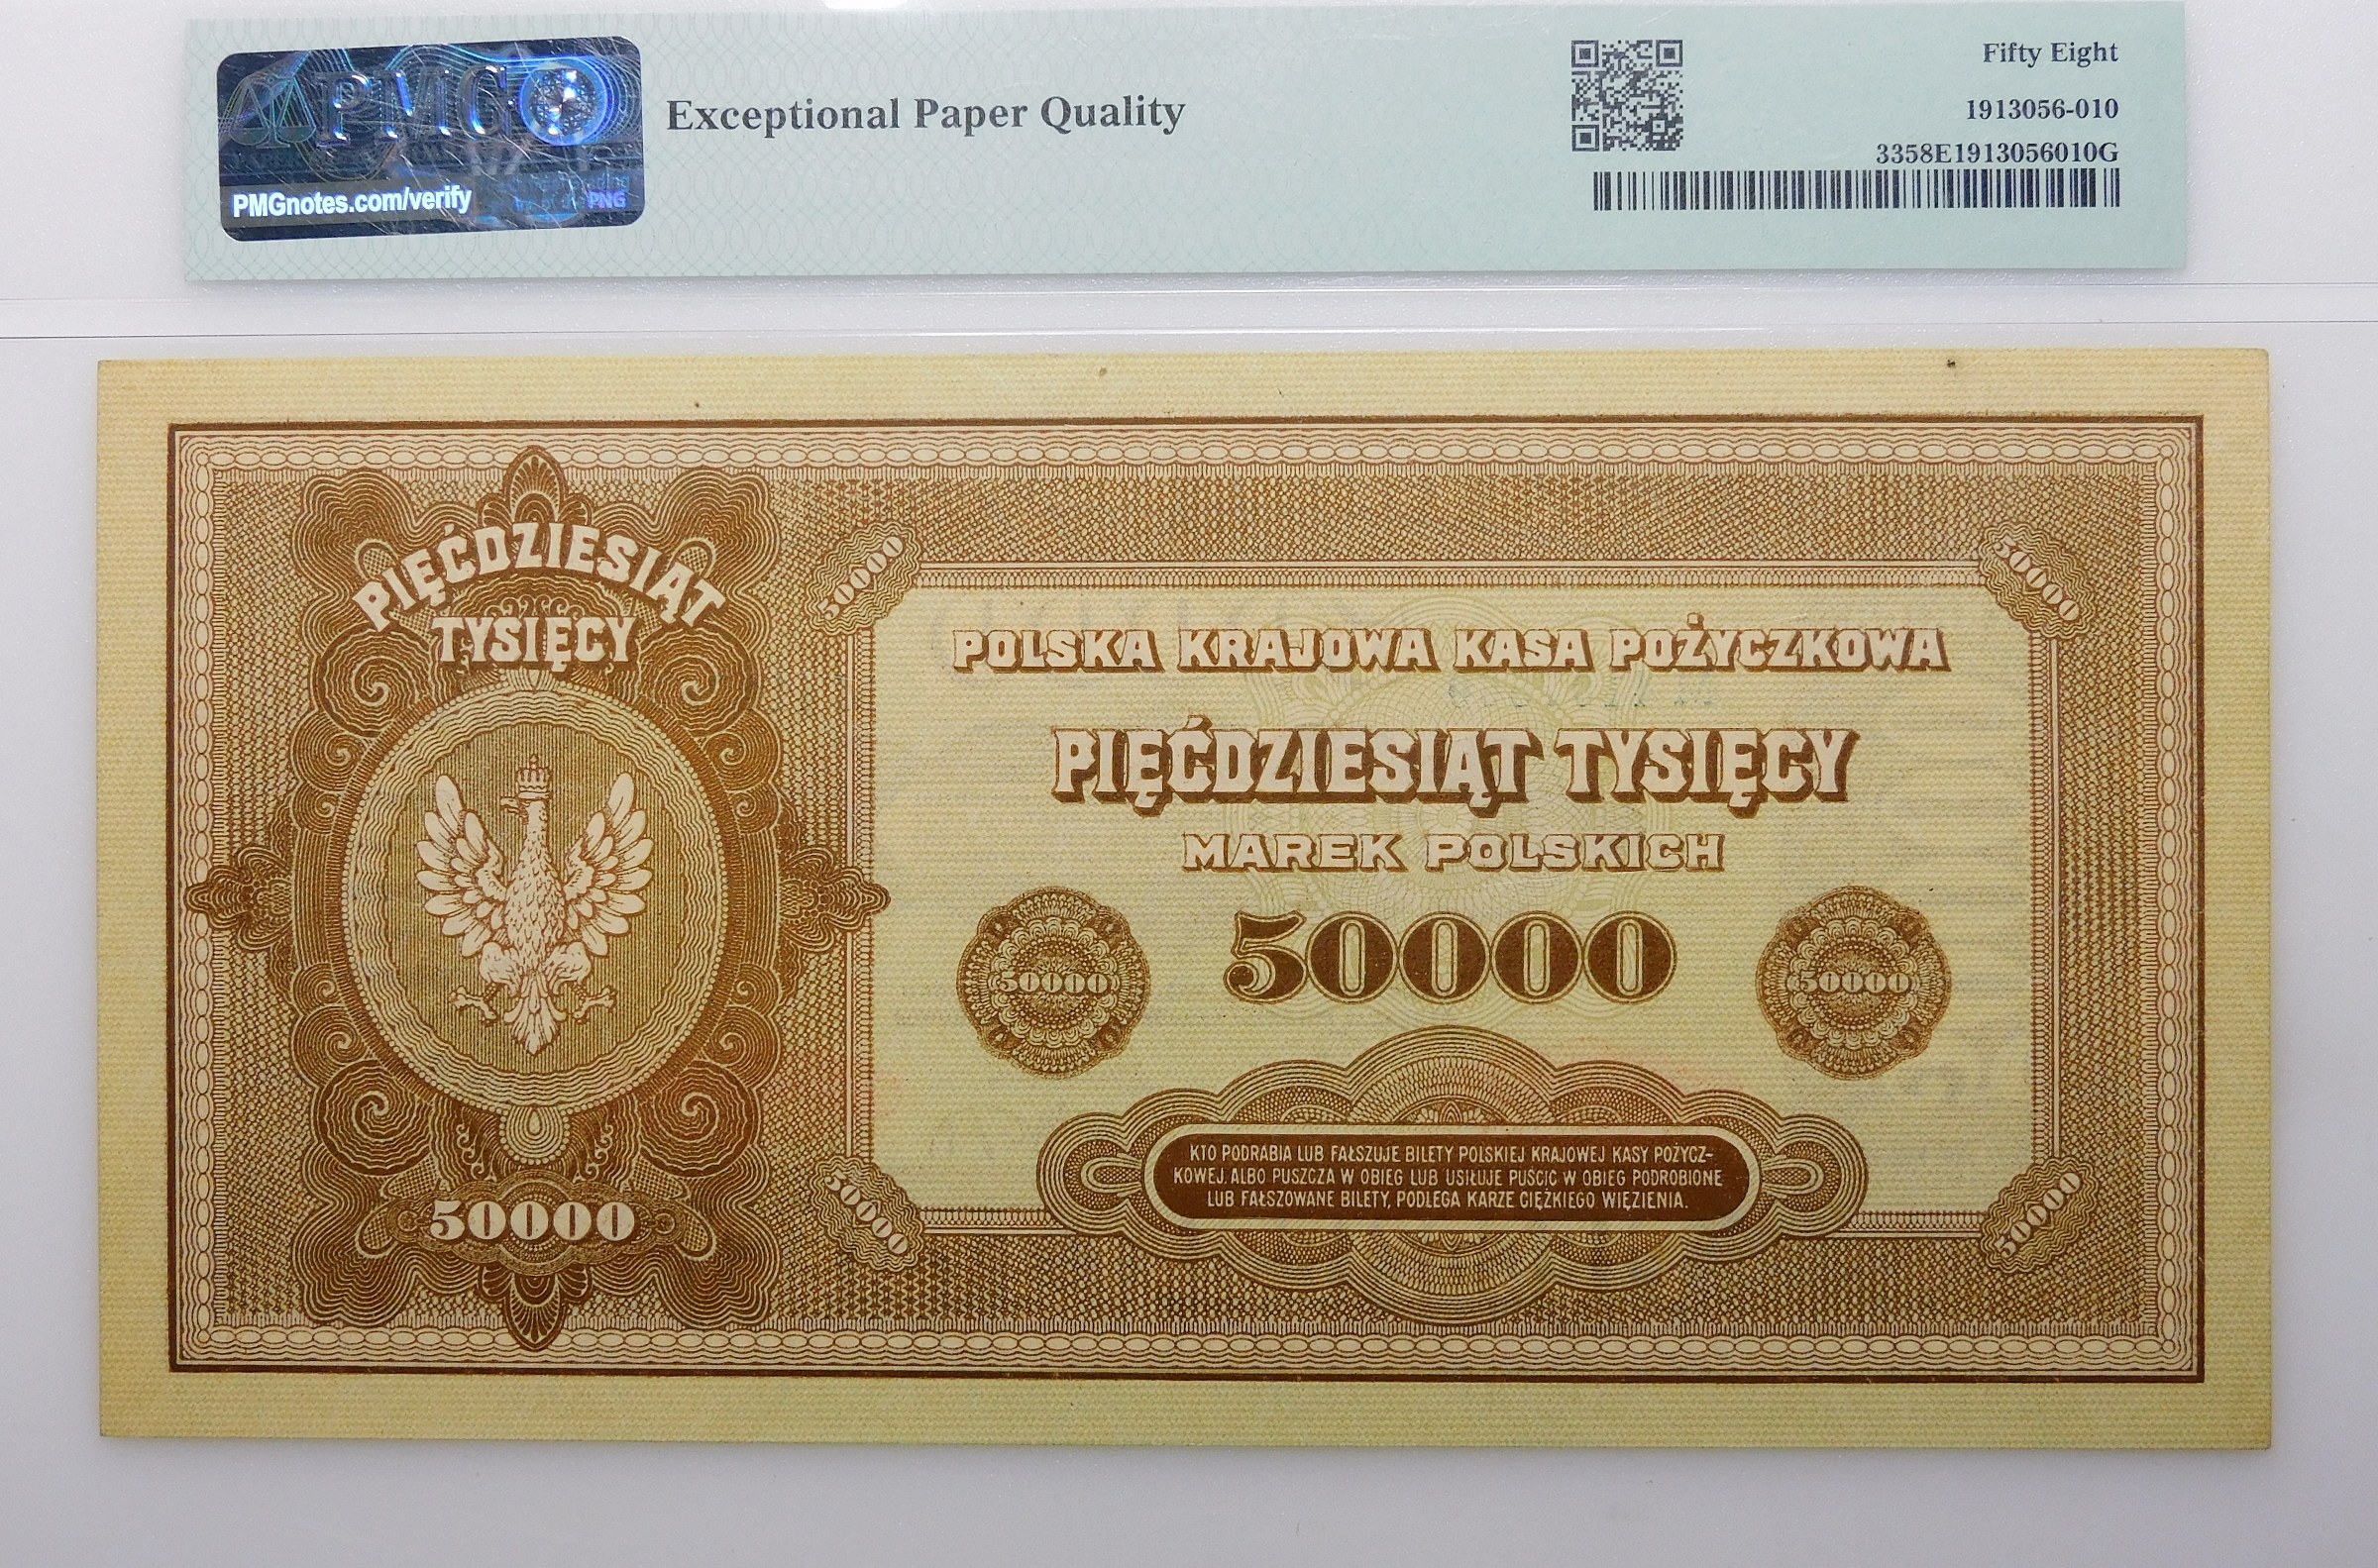 PMG
PMGnotes.com/verify
PNG
Exceptional Paper Quality
Fifty Eight
1913056-010
3358E1913056010G
PIĘĆDZIESIĄT
TYSIĘCY
50000
50000
50000
POLSKA KRAJOWA KASA POŻYCZKOWA
PIĘĆDZIESIĄT TYSIĘCY
MAREK POLSKICH
50000
50000
50000
KTO PODRABIA LUB FAŁSZUJE BILETY POLSKIEJ KRAJOWEJ KASY POŻYCZ-
KOWEJ ALBO PUSZCZA W OBIEG LUB USIŁUJE PUŚCIĆ W OBIEG PODROBIONE
LUB FAŁSZOWANE BILETY, PODLEGA KARZE CIĘŻKIEGO WIĘZIENIA.
50000
50000